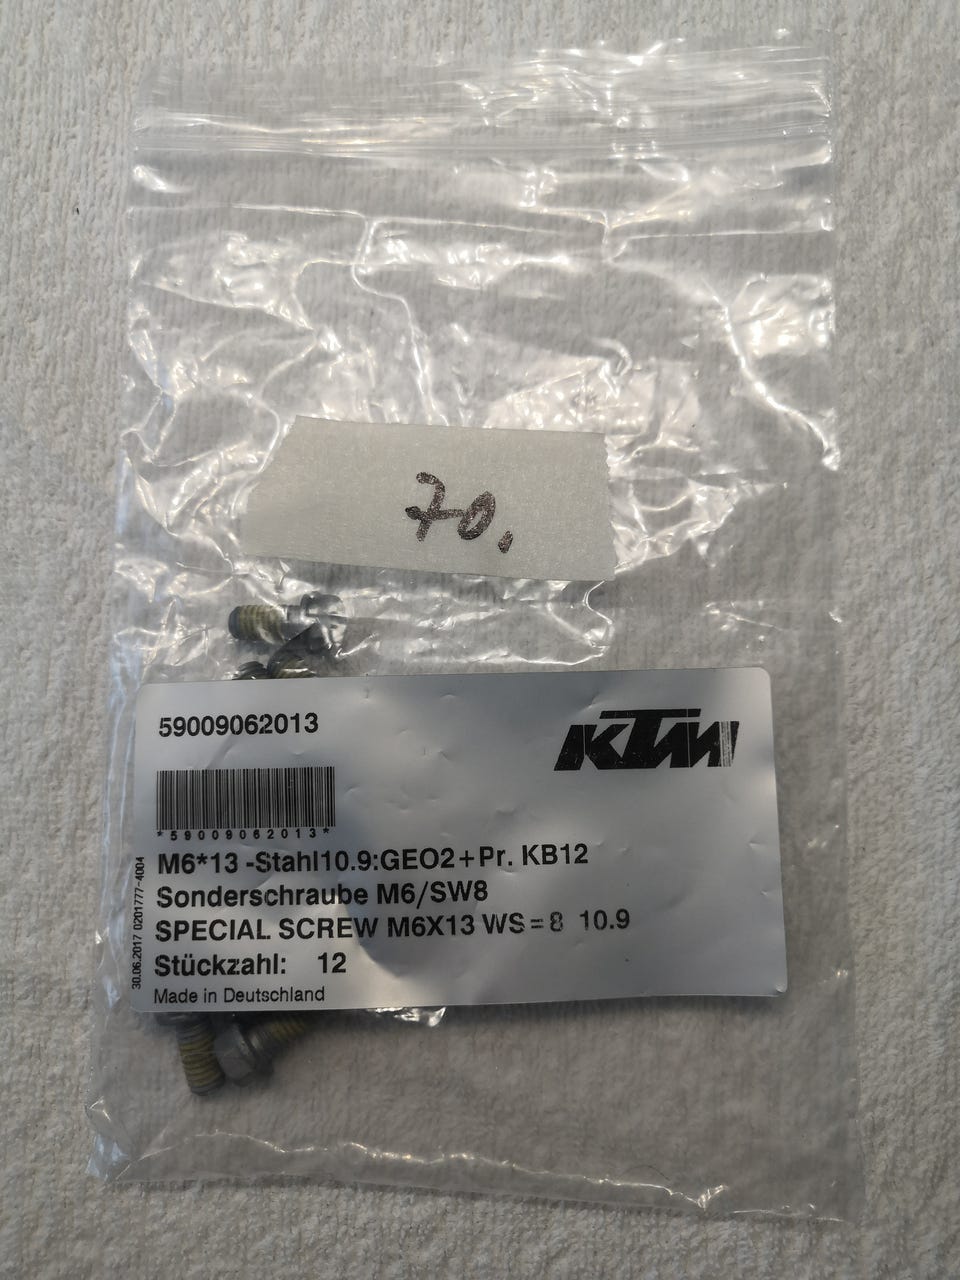 70.
59009062013
KTM
*59009062013*
M6*13 -Stahl10.9:GEO2+Pr. KB12
Sonderschraube M6/SW8
SPECIAL SCREW M6X13 WS=8 10.9
Stückzahl: 12
Made in Deutschland
30.06.2017 0201777-4004